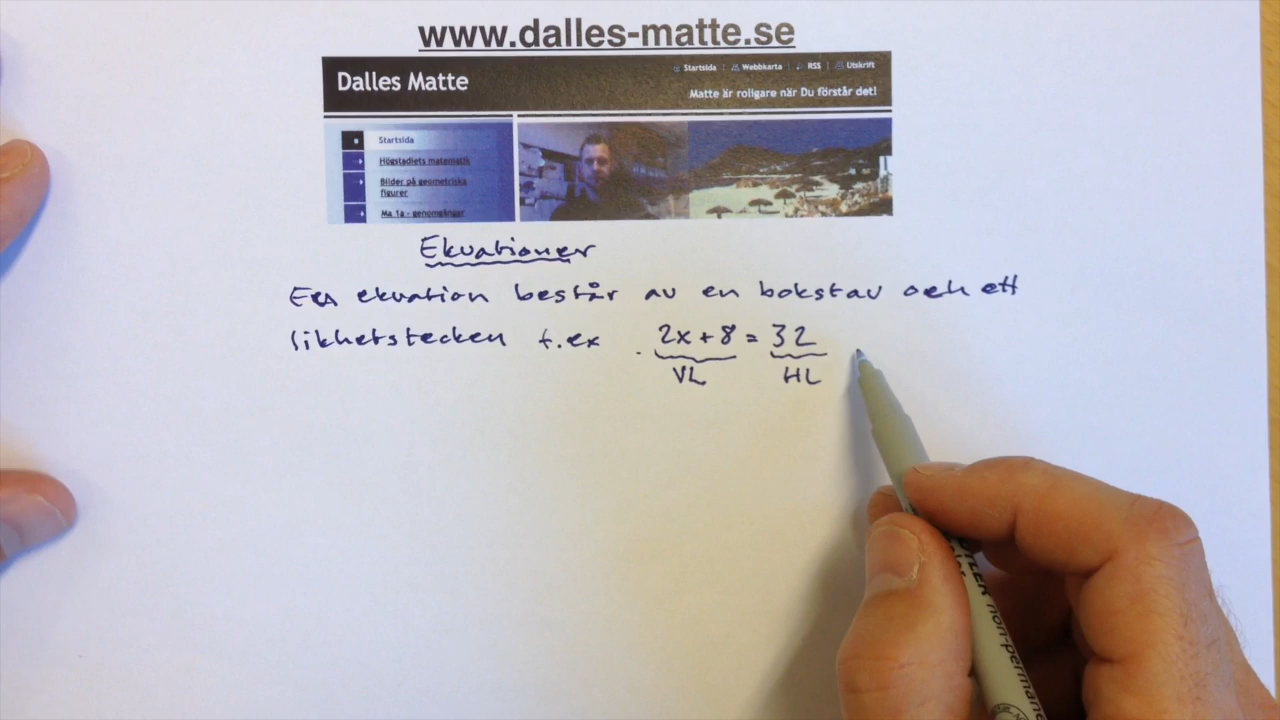 www.dalles-matte.se
Startsida Webbkarta RSS Utskrift
Dalles Matte
Matte är roligare när Du förstår det!
Startsida
Högstadiets matematik
Bilder på geometriska
figurer
Ma 1a - genomgångar
Ekvationer
En ekvation består av en bokstav och ett
likhetstecken t.ex 2x+8=32
VL HL
non-permane